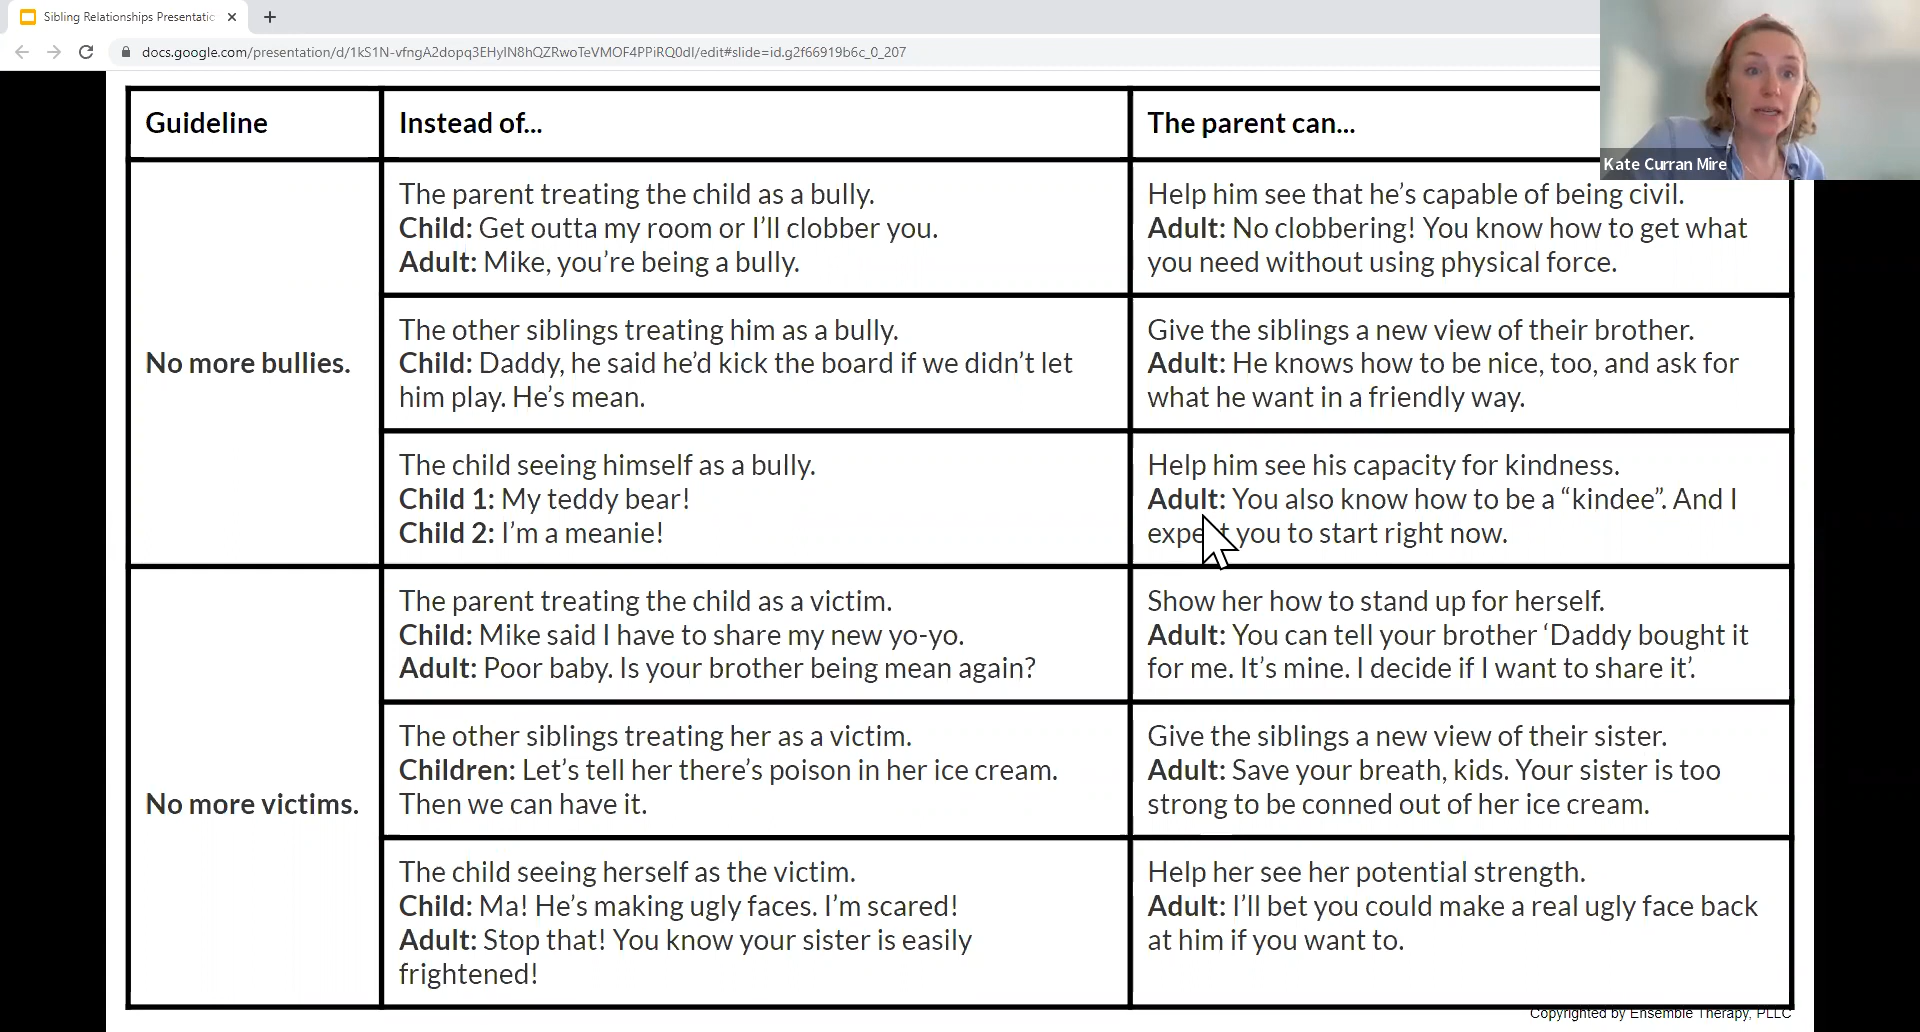 Sibling Relationships Presentatio
docs.google.com/presentation/d/1kS1N-vfngA2dopq3EHyIN8hQZRwoTeVMOF4PPiRQ0dI/edit#slide=id.g2f66919b6c_0_207
Kate Curran Mire
Guideline
Instead of...
The parent can...
No more bullies.
The parent treating the child as a bully.
Child: Get outta my room or I’ll clobber you.
Adult: Mike, you’re being a bully.
Help him see that he’s capable of being civil.
Adult: No clobbering! You know how to get what
you need without using physical force.
The other siblings treating him as a bully.
Child: Daddy, he said he’d kick the board if we didn’t let
him play. He’s mean.
Give the siblings a new view of their brother.
Adult: He knows how to be nice, too, and ask for
what he want in a friendly way.
The child seeing himself as a bully.
Child 1: My teddy bear!
Child 2: I’m a meanie!
Help him see his capacity for kindness.
Adult: You also know how to be a “kindee”. And I
expect you to start right now.
No more victims.
The parent treating the child as a victim.
Child: Mike said I have to share my new yo-yo.
Adult: Poor baby. Is your brother being mean again?
Show her how to stand up for herself.
Adult: You can tell your brother ‘Daddy bought it
for me. It’s mine. I decide if I want to share it’.
The other siblings treating her as a victim.
Children: Let’s tell her there’s poison in her ice cream.
Then we can have it.
Give the siblings a new view of their sister.
Adult: Save your breath, kids. Your sister is too
strong to be conned out of her ice cream.
The child seeing herself as the victim.
Child: Ma! He’s making ugly faces. I’m scared!
Adult: Stop that! You know your sister is easily
frightened!
Help her see her potential strength.
Adult: I’ll bet you could make a real ugly face back
at him if you want to.
Copyrighted by Ensemble Therapy, PLLC